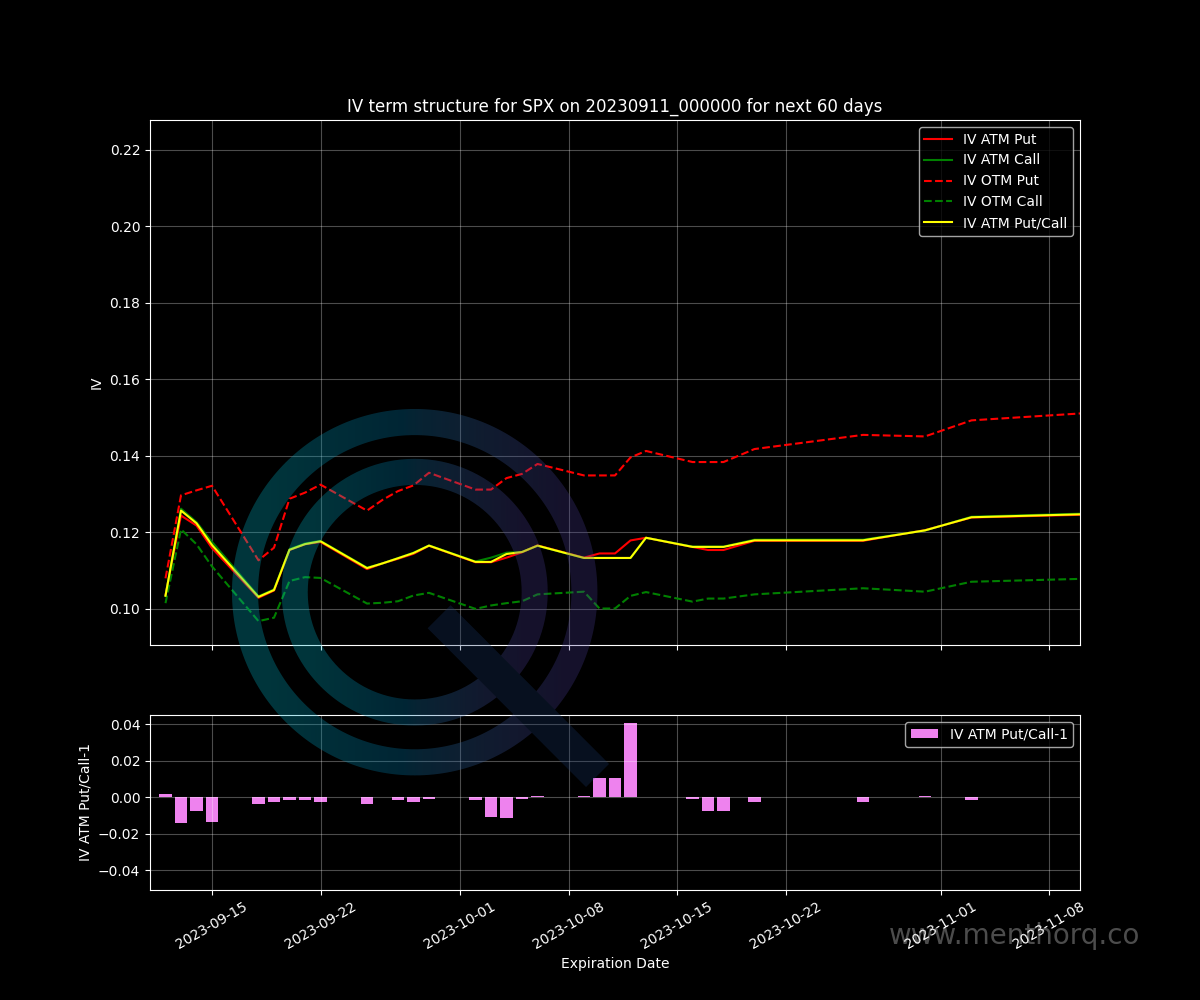 IV term structure for SPX on 20230911_000000 for next 60 days
IV ATM Put
IV ATM Call
IV OTM Put
IV OTM Call
IV ATM Put/Call
0.22
0.20
0.18
0.16
0.14
0.12
0.10
IV
IV ATM Put/Call-1
0.04
0.02
0.00
−0.02
−0.04
IV ATM Put/Call-1
2023-09-15
2023-09-22
2023-10-01
2023-10-08
2023-10-15
2023-10-22
2023-11-01
2023-11-08
www.menthorq.co
Expiration Date